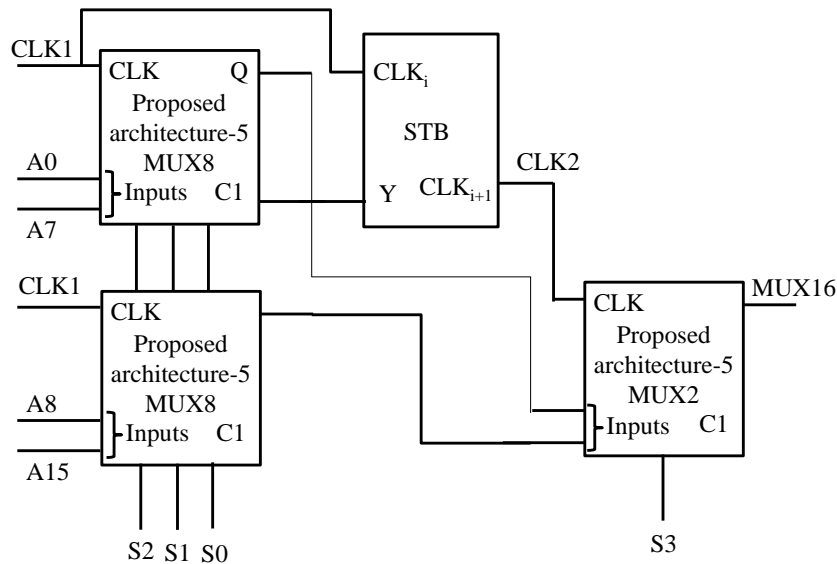 CLK1
CLK Q
Proposed
architecture-5
MUX8
A0
Inputs C1
A7
CLKi
STB
Y CLKi+1
CLK2
CLK1
CLK
Proposed
architecture-5
MUX8
A8
Inputs C1
A15
S2 S1 S0
CLK
MUX16
Proposed
architecture-5
MUX2
Inputs C1
S3